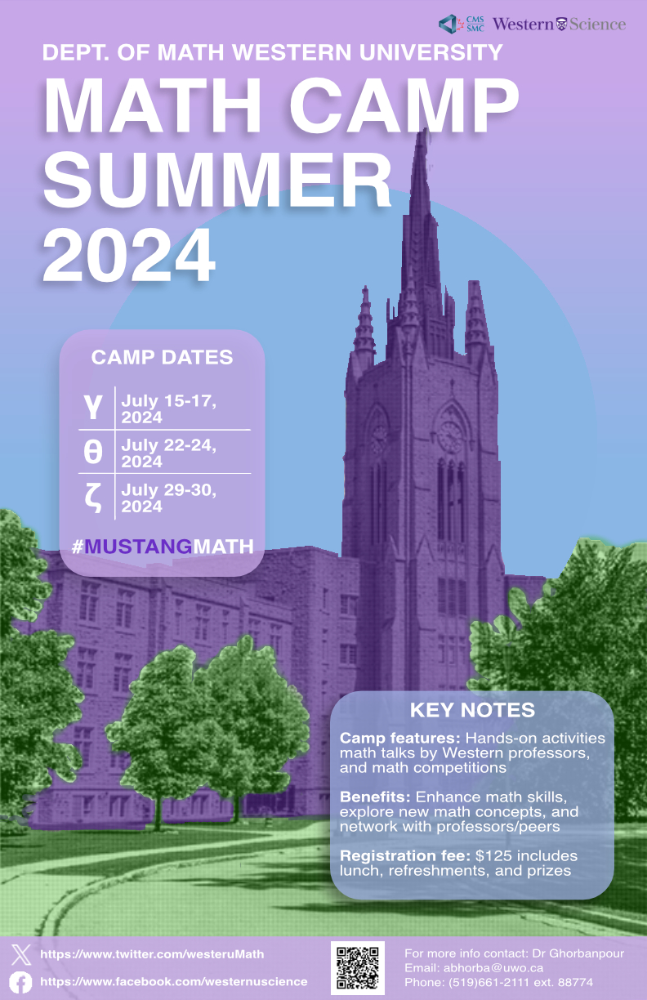 CMS
SMC
Western Science
DEPT. OF MATH WESTERN UNIVERSITY
MATH CAMP
SUMMER
2024
CAMP DATES
γ July 15-17,
2024
θ July 22-24,
2024
ζ July 29-30,
2024
#MUSTANGMATH
KEY NOTES
Camp features: Hands-on activities
math talks by Western professors,
and math competitions
Benefits: Enhance math skills,
explore new math concepts, and
network with professors/peers
Registration fee: $125 includes
lunch, refreshments, and prizes
https://www.twitter.com/westeruMath
https://www.facebook.com/westernuscience
For more info contact: Dr Ghorbanpour
Email: abhorba@uwo.ca
Phone: (519)661-2111 ext. 88774